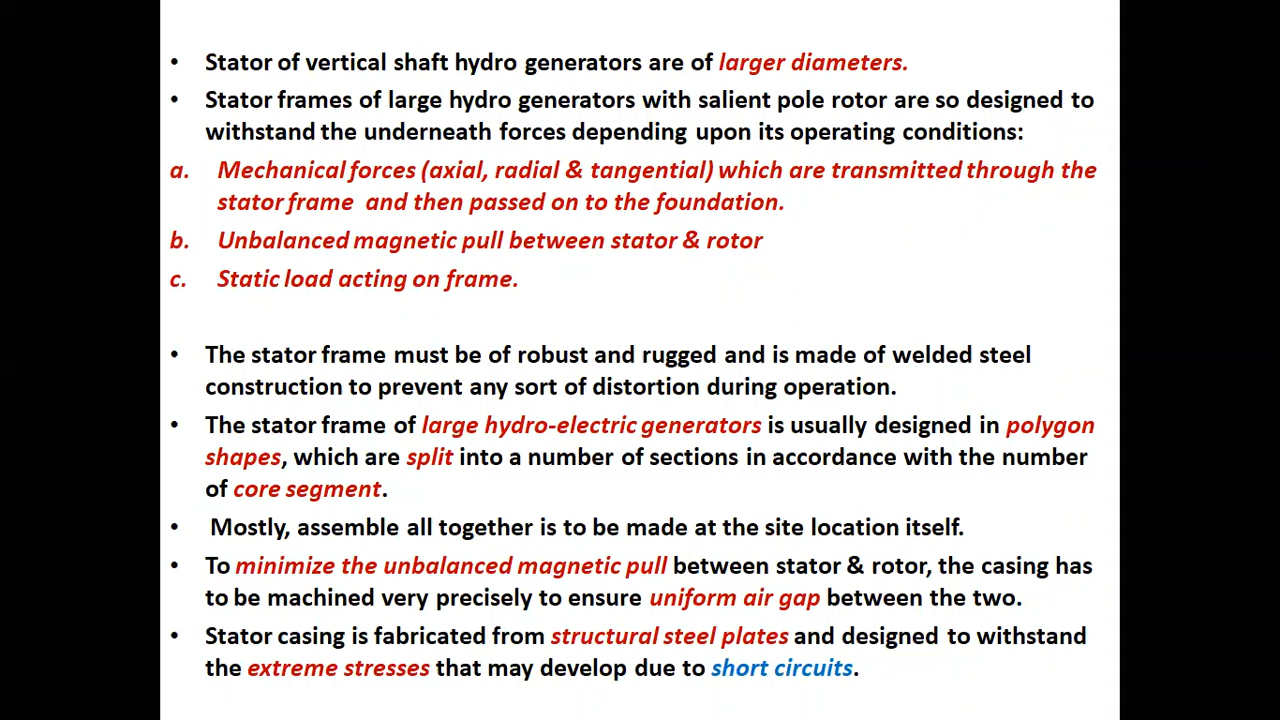 • Stator of vertical shaft hydro generators are of larger diameters.
• Stator frames of large hydro generators with salient pole rotor are so designed to
withstand the underneath forces depending upon its operating conditions:
a. Mechanical forces (axial, radial & tangential) which are transmitted through the
stator frame and then passed on to the foundation.
b. Unbalanced magnetic pull between stator & rotor
c. Static load acting on frame.
• The stator frame must be of robust and rugged and is made of welded steel
construction to prevent any sort of distortion during operation.
• The stator frame of large hydro-electric generators is usually designed in polygon
shapes, which are split into a number of sections in accordance with the number
of core segment.
• Mostly, assemble all together is to be made at the site location itself.
• To minimize the unbalanced magnetic pull between stator & rotor, the casing has
to be machined very precisely to ensure uniform air gap between the two.
• Stator casing is fabricated from structural steel plates and designed to withstand
the extreme stresses that may develop due to short circuits.